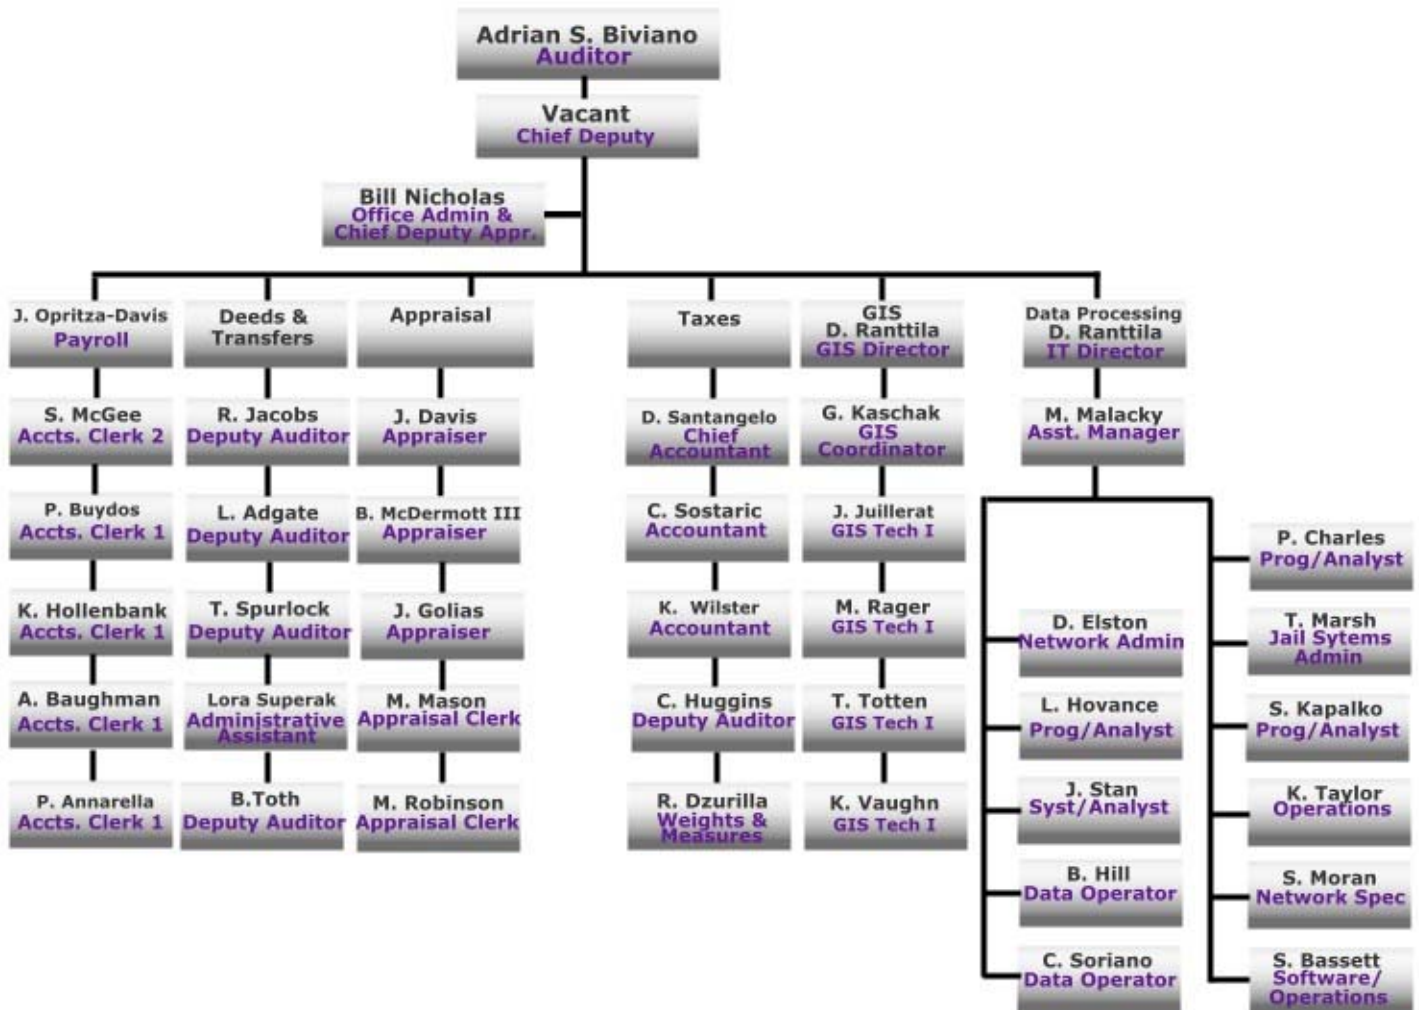 Adrian S. Biviano
Auditor
Vacant
Chief Deputy
Bill Nicholas
Office Admin &
Chief Deputy Appr.
J. Opritza-Davis
Payroll
S. McGee
Accts. Clerk 2
P. Buydos
Accts. Clerk 1
K. Hollenbank
Accts. Clerk 1
A. Baughman
Accts. Clerk 1
P. Annarella
Accts. Clerk 1
Deeds &
Transfers
R. Jacobs
Deputy Auditor
L. Adgate
Deputy Auditor
T. Spurlock
Deputy Auditor
Lora Superak
Administrative
Assistant
B.Toth
Deputy Auditor
Appraisal
J. Davis
Appraiser
B. McDermott III
Appraiser
J. Golias
Appraiser
M. Mason
Appraisal Clerk
M. Robinson
Appraisal Clerk
Taxes
D. Santangelo
Chief
Accountant
C. Sostaric
Accountant
K. Wilster
Accountant
C. Huggins
Deputy Auditor
R. Dzurilla
Weights &
Measures
GIS
D. Ranttila
GIS Director
G. Kaschak
GIS
Coordinator
J. Juillerat
GIS Tech I
M. Rager
GIS Tech I
T. Totten
GIS Tech I
K. Vaughn
GIS Tech I
Data Processing
D. Ranttila
IT Director
M. Malacky
Asst. Manager
D. Elston
Network Admin
L. Hovance
Prog/Analyst
J. Stan
Syst/Analyst
B. Hill
Data Operator
C. Soriano
Data Operator
P. Charles
Prog/Analyst
T. Marsh
Jail Sytems
Admin
S. Kapalko
Prog/Analyst
K. Taylor
Operations
S. Moran
Network Spec
S. Bassett
Software/
Operations